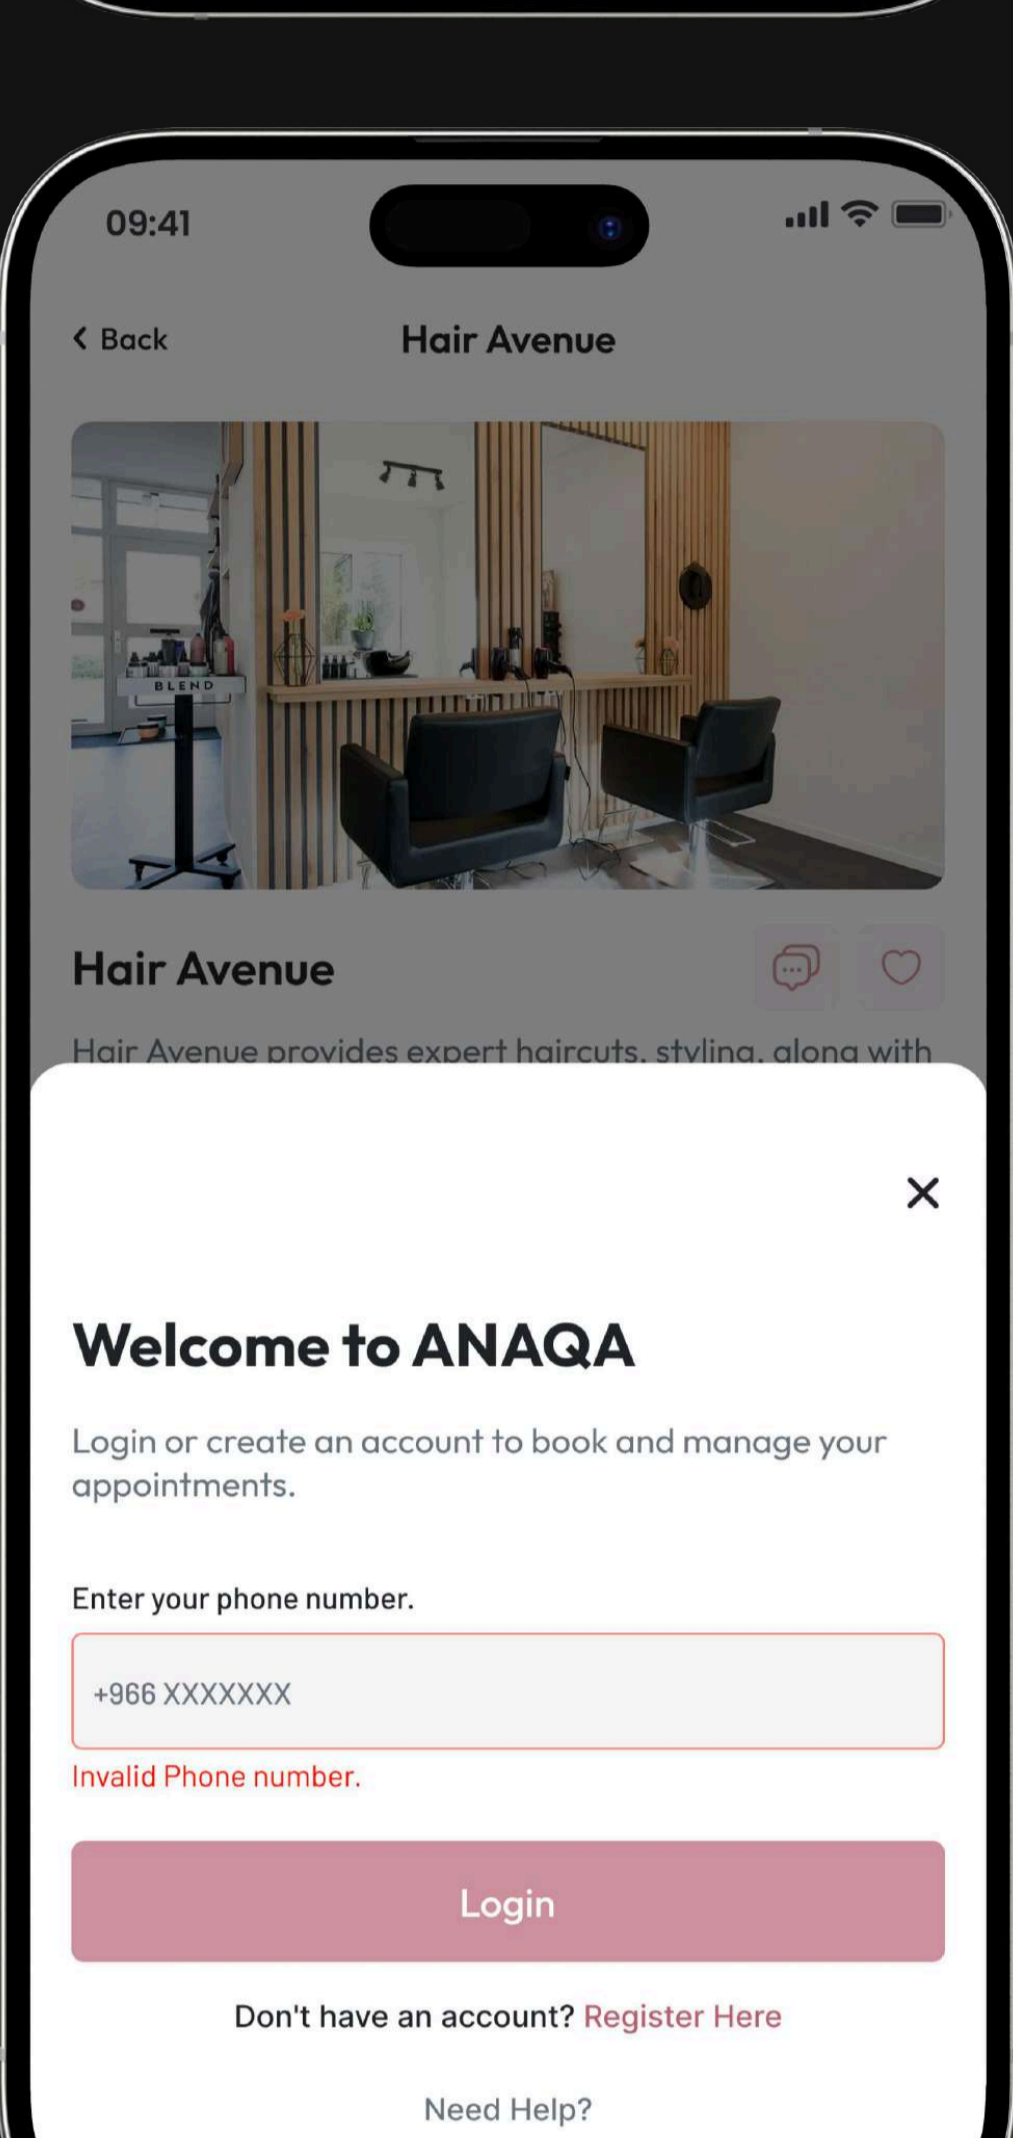 09:41
Back
Hair Avenue
BLEND
Hair Avenue
Hair Avenue provides expert haircuts, styling, along with
Welcome to ANAQA
Login or create an account to book and manage your
appointments.
Enter your phone number.
+966 XXXXXXX
Invalid Phone number.
Login
Don't have an account? Register Here
Need Help?